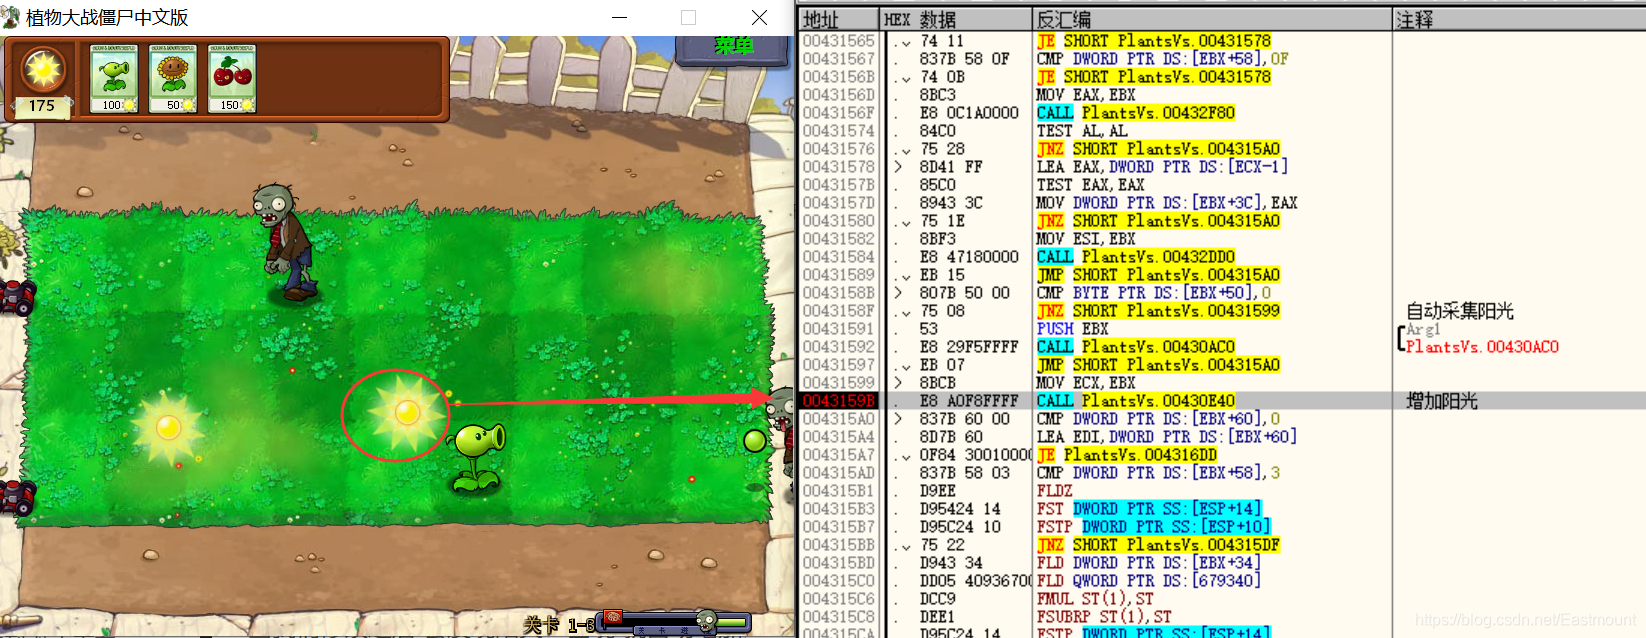 植物大战僵尸中文版
菜单
175
100
50
150
关卡 1-3
地址 HEX 数据 反汇编 注释
00431565 . 74 11 JE SHORT PlantsVs.00431578
00431567 . 837B 58 0F CMP DWORD PTR DS:[EBX+58],0F
0043156B . 74 0B JE SHORT PlantsVs.00431578
0043156D . 8BC3 MOV EAX,EBX
0043156F . E8 0C1A0000 CALL PlantsVs.00432F80
00431574 . 84C0 TEST AL,AL
00431576 . 75 28 JNZ SHORT PlantsVs.004315A0
00431578 > 8D41 FF LEA EAX,DWORD PTR DS:[ECX-1]
0043157B . 85C0 TEST EAX,EAX
0043157D . 8943 3C MOV DWORD PTR DS:[EBX+3C],EAX
00431580 . 75 1E JNZ SHORT PlantsVs.004315A0
00431582 . 8BF3 MOV ESI,EBX
00431584 . E8 47180000 CALL PlantsVs.00432DD0
00431589 . EB 15 JMP SHORT PlantsVs.004315A0
0043158B > 807B 50 00 CMP BYTE PTR DS:[EBX+50],0
0043158F . 75 08 JNZ SHORT PlantsVs.00431599 自动采集阳光
00431591 . 53 PUSH EBX Arg1
00431592 . E8 29F5FFFF CALL PlantsVs.00430AC0 PlantsVs.00430AC0
00431597 . EB 07 JMP SHORT PlantsVs.004315A0
00431599 > 8BCB MOV ECX,EBX
0043159B . E8 A0F8FFFF CALL PlantsVs.00430E40 增加阳光
004315A0 > 837B 60 00 CMP DWORD PTR DS:[EBX+60],0
004315A4 . 8D7B 60 LEA EDI,DWORD PTR DS:[EBX+60]
004315A7 . 0F84 30010000 JE PlantsVs.004316DD
004315AD . 837B 58 03 CMP DWORD PTR DS:[EBX+58],3
004315B1 . D9EE FLDZ
004315B3 . D95424 14 FST DWORD PTR SS:[ESP+14]
004315B7 . D95C24 10 FSTP DWORD PTR SS:[ESP+10]
004315BB . 75 22 JNZ SHORT PlantsVs.004315DF
004315BD . D943 34 FLD DWORD PTR DS:[EBX+34]
004315C0 . DD05 40936700 FLD QWORD PTR DS:[679340]
004315C6 . DCC9 FMUL ST(1),ST
004315C8 . DEE1 FSUBRP ST(1),ST
004315CA . D95C24 14 FSTP DWORD PTR SS:[ESP+14]
https://blog.csdn.net/Eastmount